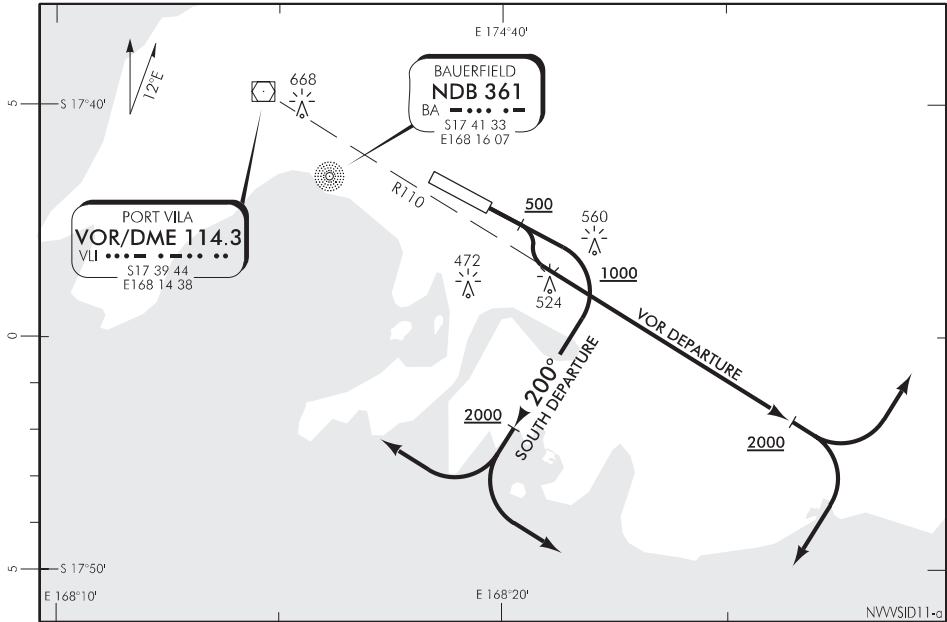 E 174°40'
12°E
668
BAUERFIELD
NDB 361
BA
S17 41 33
E168 16 07
5
S 17°40'
R110
PORT VILA
VOR/DME 114.3
VLI
S17 39 44
E168 14 38
500
560
472
524
1000
0
VOR DEPARTURE
200°
SOUTH DEPARTURE
2000
2000
5
S 17°50'
E 168°10'
E 168°20'
NVVVSID11-a